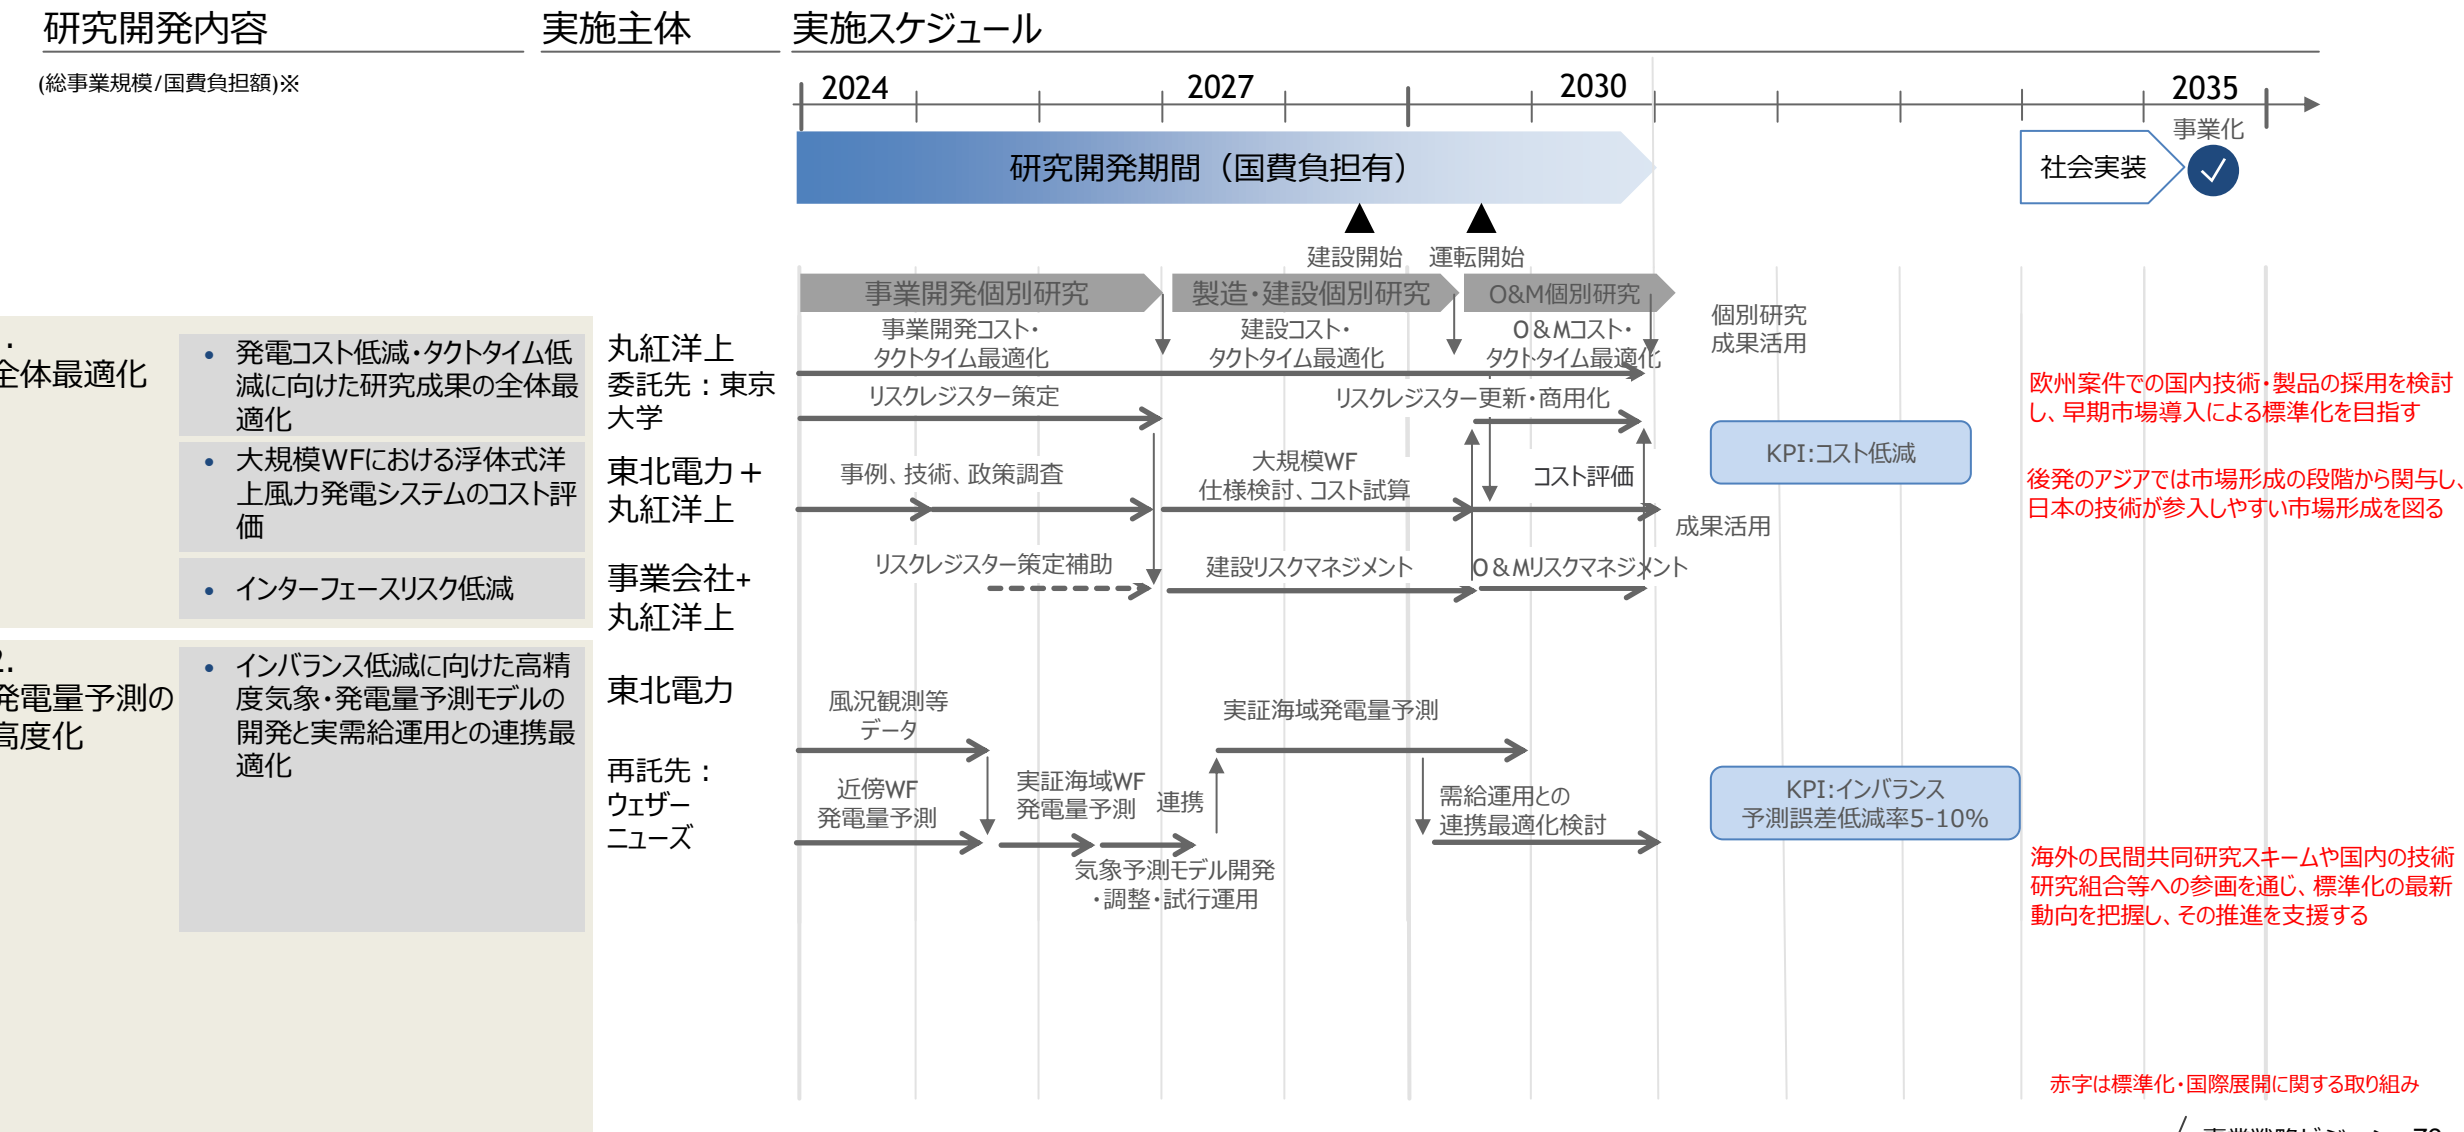 研究開発内容
実施主体
実施スケジュール
(総事業規模/国費負担額)※
2024
2027
2030
2035
事業化
研究開発期間（国費負担有）
社会実装
建設開始
運転開始
事業開発個別研究
製造・建設個別研究
O&M個別研究
個別研究
成果活用
全体最適化
• 発電コスト低減・タクトタイム低
減に向けた研究成果の全体最
適化
丸紅洋上
委託先：東京
大学
事業開発コスト・
タクトタイム最適化
建設コスト・
タクトタイム最適化
O＆Mコスト・
タクトタイム最適化
リスクレジスター策定
リスクレジスター更新・商用化
欧州案件での国内技術・製品の採用を検討
し、早期市場導入による標準化を目指す
KPI:コスト低減
• 大規模WFにおける浮体式洋
上風力発電システムのコスト評
価
東北電力＋
丸紅洋上
事例、技術、政策調査
大規模WF
仕様検討、コスト試算
コスト評価
成果活用
後発のアジアでは市場形成の段階から関与し、
日本の技術が参入しやすい市場形成を図る
• インターフェースリスク低減
事業会社+
丸紅洋上
リスクレジスター策定補助
建設リスクマネジメント
O＆Mリスクマネジメント
2.
発電量予測の
高度化
• インバランス低減に向けた高精
度気象・発電量予測モデルの
開発と実需給運用との連携最
適化
東北電力
再託先：
ウェザー
ニューズ
風況観測等
データ
実証海域発電量予測
近傍WF
発電量予測
実証海域WF
発電量予測
連携
気象予測モデル開発
・調整・試行運用
需給運用との
連携最適化検討
KPI:インバランス
予測誤差低減率5-10%
海外の民間共同研究スキームや国内の技術
研究組合等への参画を通じ、標準化の最新
動向を把握し、その推進を支援する
赤字は標準化・国際展開に関する取り組み